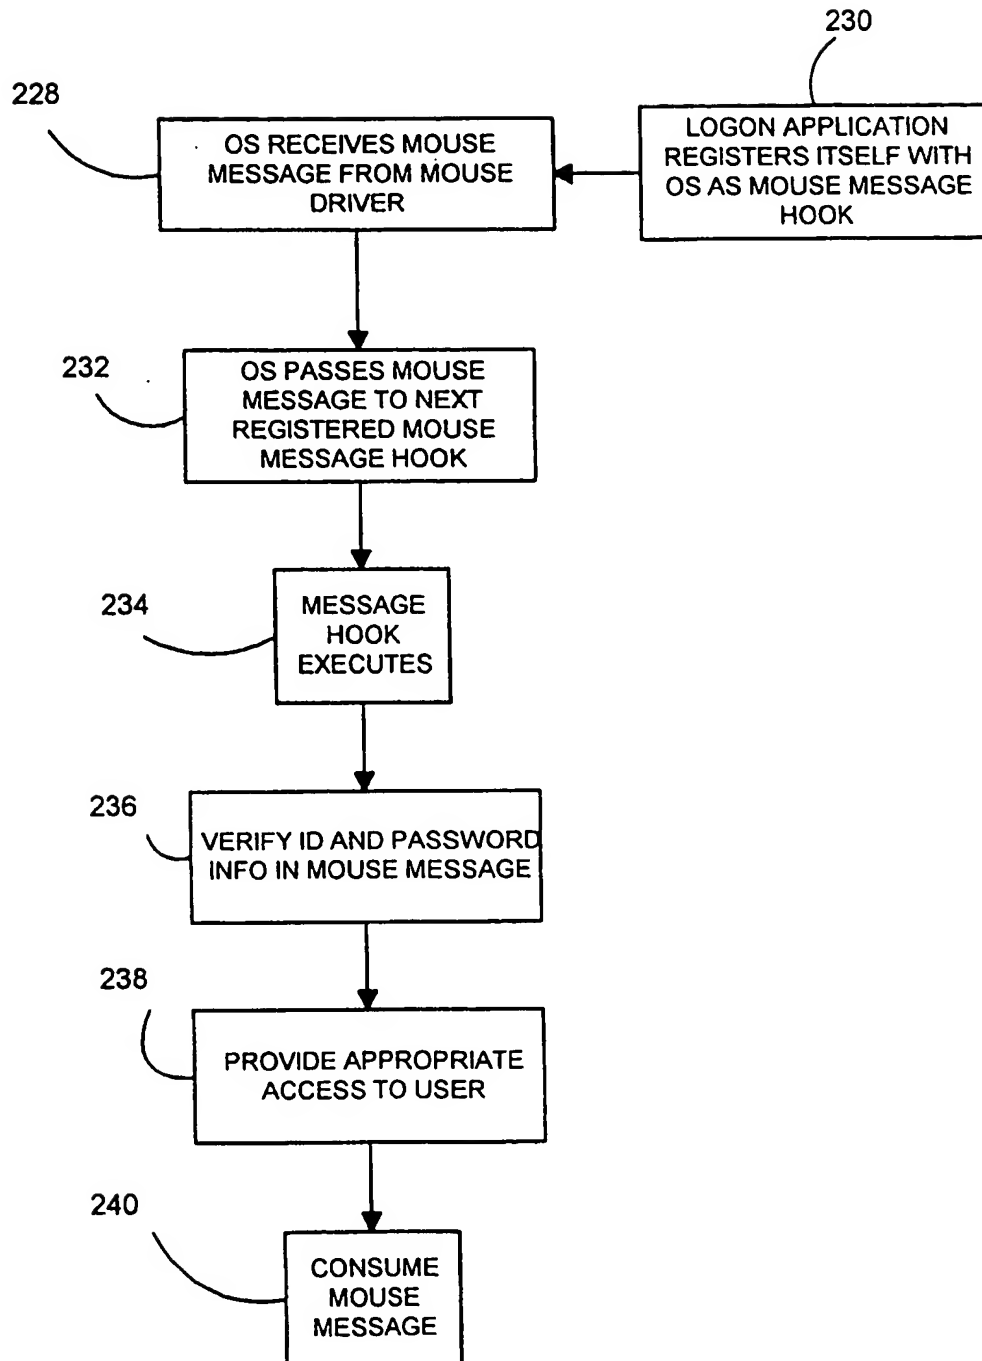 230
228
LOGON APPLICATION
REGISTERS ITSELF WITH
OS AS MOUSE MESSAGE
HOOK
OS RECEIVES MOUSE
MESSAGE FROM MOUSE
DRIVER
232
OS PASSES MOUSE
MESSAGE TO NEXT
REGISTERED MOUSE
MESSAGE HOOK
234
MESSAGE
HOOK
EXECUTES
236
VERIFY ID AND PASSWORD
INFO IN MOUSE MESSAGE
238
PROVIDE APPROPRIATE
ACCESS TO USER
240
CONSUME
MOUSE
MESSAGE